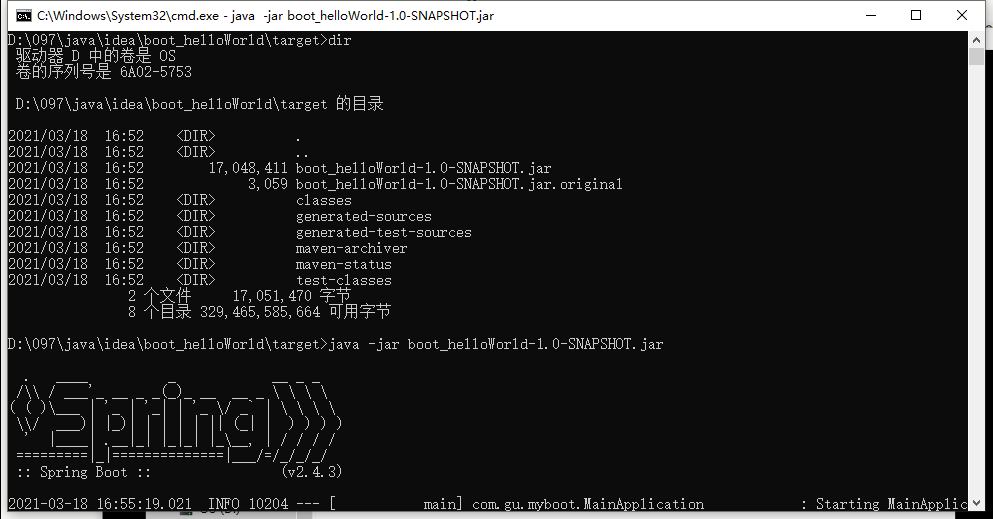 C:\Windows\System32\cmd.exe - java  -jar boot_helloWorld-1.0-SNAPSHOT.jar
D:\097\java\idea\boot_helloWorld\target>dir
 驱动器 D 中的卷是 OS
 卷的序列号是 6A02-5753
 D:\097\java\idea\boot_helloWorld\target 的目录
2021/03/18  16:52    <DIR>          .
2021/03/18  16:52    <DIR>          ..
2021/03/18  16:52        17,048,411 boot_helloWorld-1.0-SNAPSHOT.jar
2021/03/18  16:52             3,059 boot_helloWorld-1.0-SNAPSHOT.jar.original
2021/03/18  16:52    <DIR>          classes
2021/03/18  16:52    <DIR>          generated-sources
2021/03/18  16:52    <DIR>          generated-test-sources
2021/03/18  16:52    <DIR>          maven-archiver
2021/03/18  16:52    <DIR>          maven-status
2021/03/18  16:52    <DIR>          test-classes
               2 个文件     17,051,470 字节
               8 个目录 329,465,585,664 可用字节
D:\097\java\idea\boot_helloWorld\target>java -jar boot_helloWorld-1.0-SNAPSHOT.jar
Spring
 :: Spring Boot ::                (v2.4.3)
2021-03-18 16:55:19.021  INFO 10204 --- [           main] com.gu.myboot.MainApplication            : Starting MainApplic